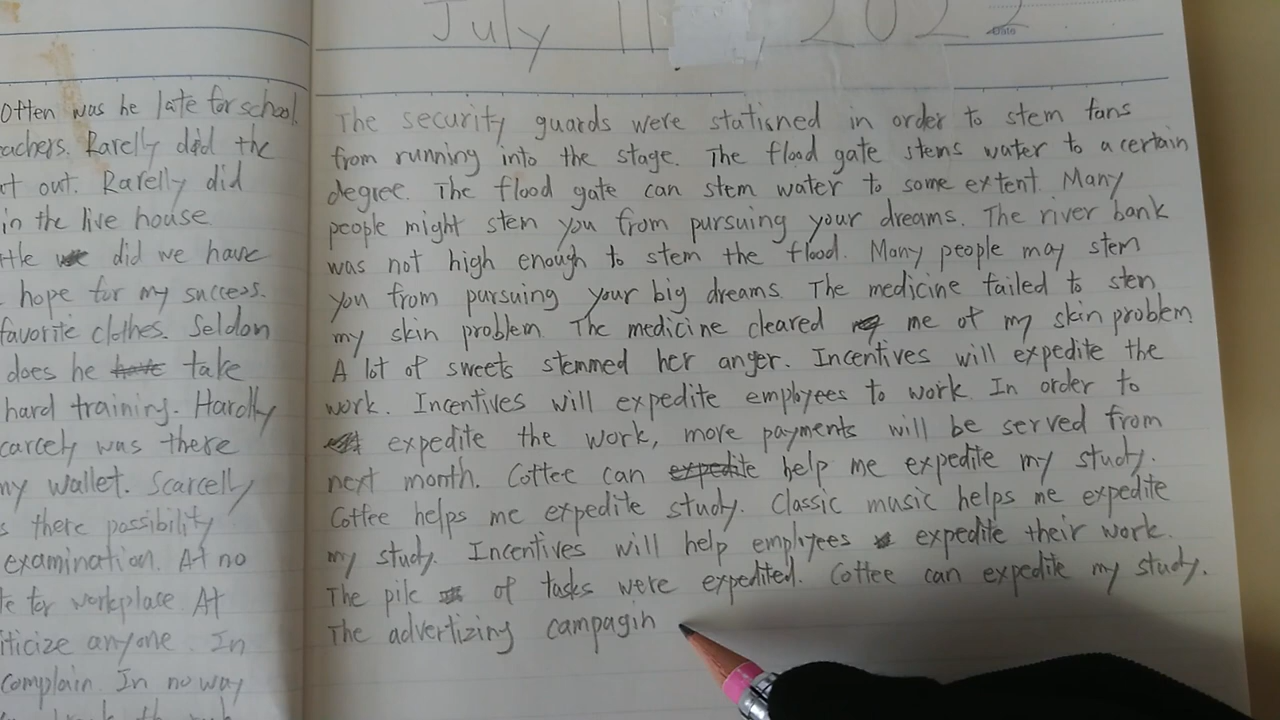 Often was he late for school.
achers. Rarelly did the
t out. Rarelly did
in the live house
ttle did we have
hope for my success.
favorite clothes. Seldon
does he have take
hard training. Hardly
carcely was there
my wallet. Scarcelly
s there possibility
examination. At no
te for workplace. At
iticize anyone. In
complain. In no way
July 11, 2022
Date
The security guards were stationed in order to stem fans
from running into the stage. The flood gate stems water to a certain
degree. The flood gate can stem water to some extent. Many
people might stem you from pursuing your dreams. The river bank
was not high enough to stem the flood. Many people may stem
you from pursuing your big dreams. The medicine failed to stem
my skin problem. The medicine cleared me of my skin problem.
A lot of sweets stemmed her anger. Incentives will expedite the
work. Incentives will expedite employees to work. In order to
expedite the work, more payments will be served from
next month. Coffee can expedite help me expedite my study.
Coffee helps me expedite study. Classic music helps me expedite
my study. Incentives will help employees expedite their work.
The pile of tasks were expedited. Coffee can expedite my study.
The advertizing campagin